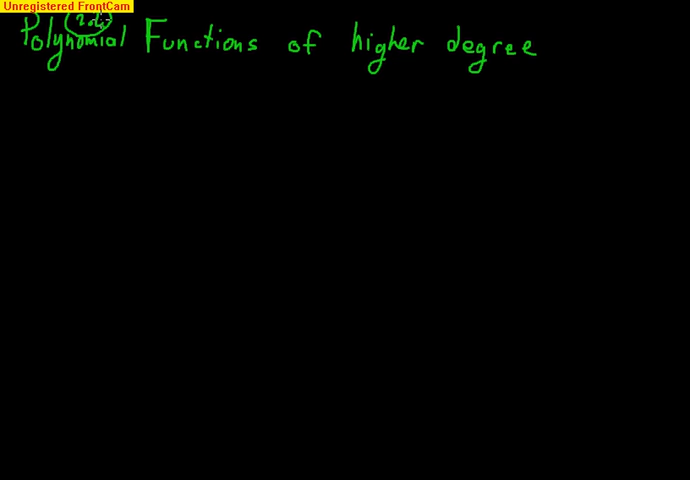 Unregistered FrontCam
Polynomial Functions of higher degree